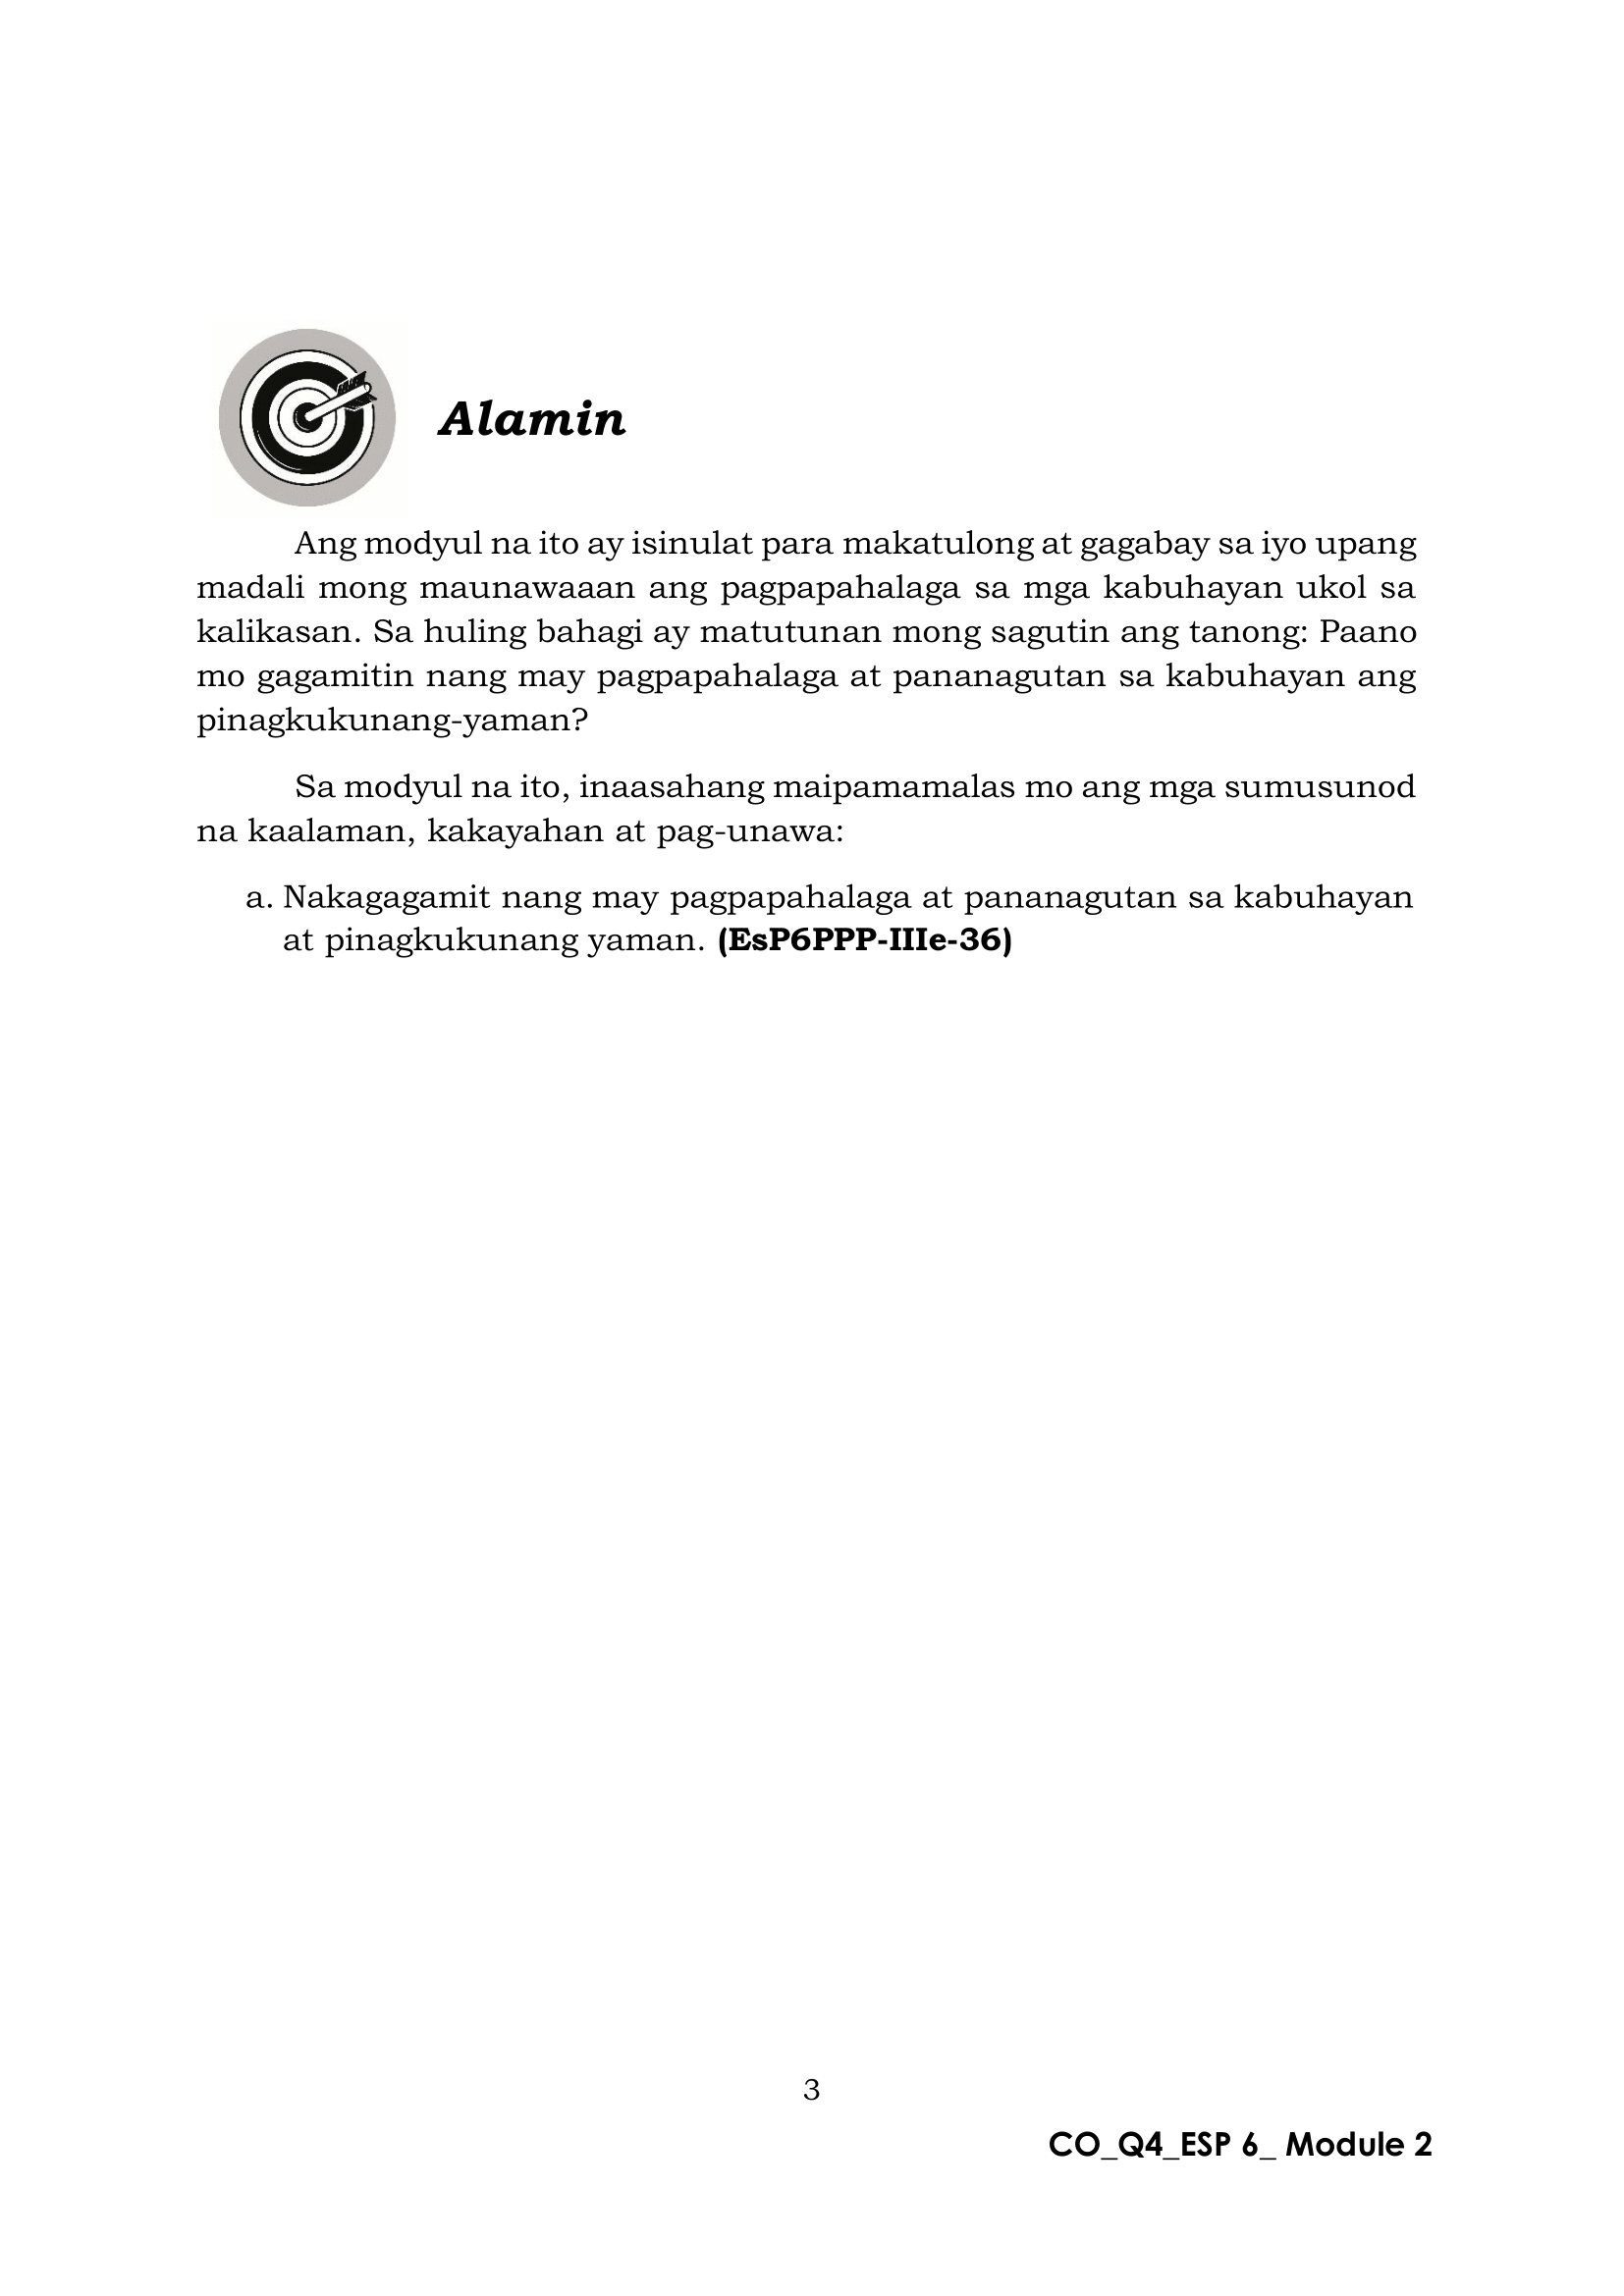 Alamin
Ang modyul na ito ay isinulat para makatulong at gagabay sa iyo upang
madali mong maunawaaan ang pagpapahalaga sa mga kabuhayan ukol sa
kalikasan. Sa huling bahagi ay matutunan mong sagutin ang tanong: Paano
mo gagamitin nang may pagpapahalaga at pananagutan sa kabuhayan ang
pinagkukunang-yaman?
Sa modyul na ito, inaasahang maipamamalas mo ang mga sumusunod
na kaalaman, kakayahan at pag-unawa:
a. Nakagagamit nang may pagpapahalaga at pananagutan sa kabuhayan
at pinagkukunang yaman. (EsP6PPP-IIIe-36)
3
CO_Q4_ESP 6_ Module 2